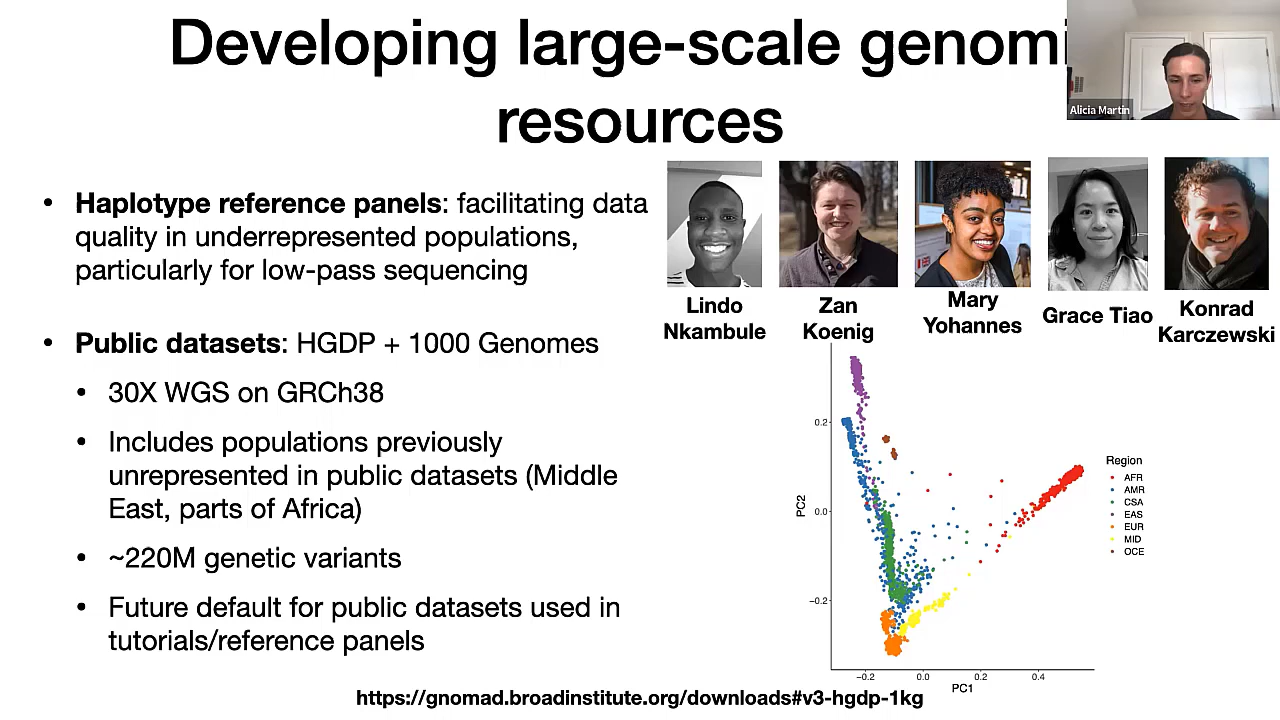 Developing large-scale genomi
resources
Alicia Martin
• Haplotype reference panels: facilitating data
quality in underrepresented populations,
particularly for low-pass sequencing
• Public datasets: HGDP + 1000 Genomes
• 30X WGS on GRCh38
• Includes populations previously
unrepresented in public datasets (Middle
East, parts of Africa)
• ~220M genetic variants
• Future default for public datasets used in
tutorials/reference panels
Lindo
Nkambule
Zan
Koenig
Mary
Yohannes
Grace Tiao
Konrad
Karczewski
0.2
0.0
−0.2
PC2
−0.2
0.0
0.2
0.4
PC1
Region
AFR
AMR
CSA
EAS
EUR
MID
OCE
https://gnomad.broadinstitute.org/downloads#v3-hgdp-1kg